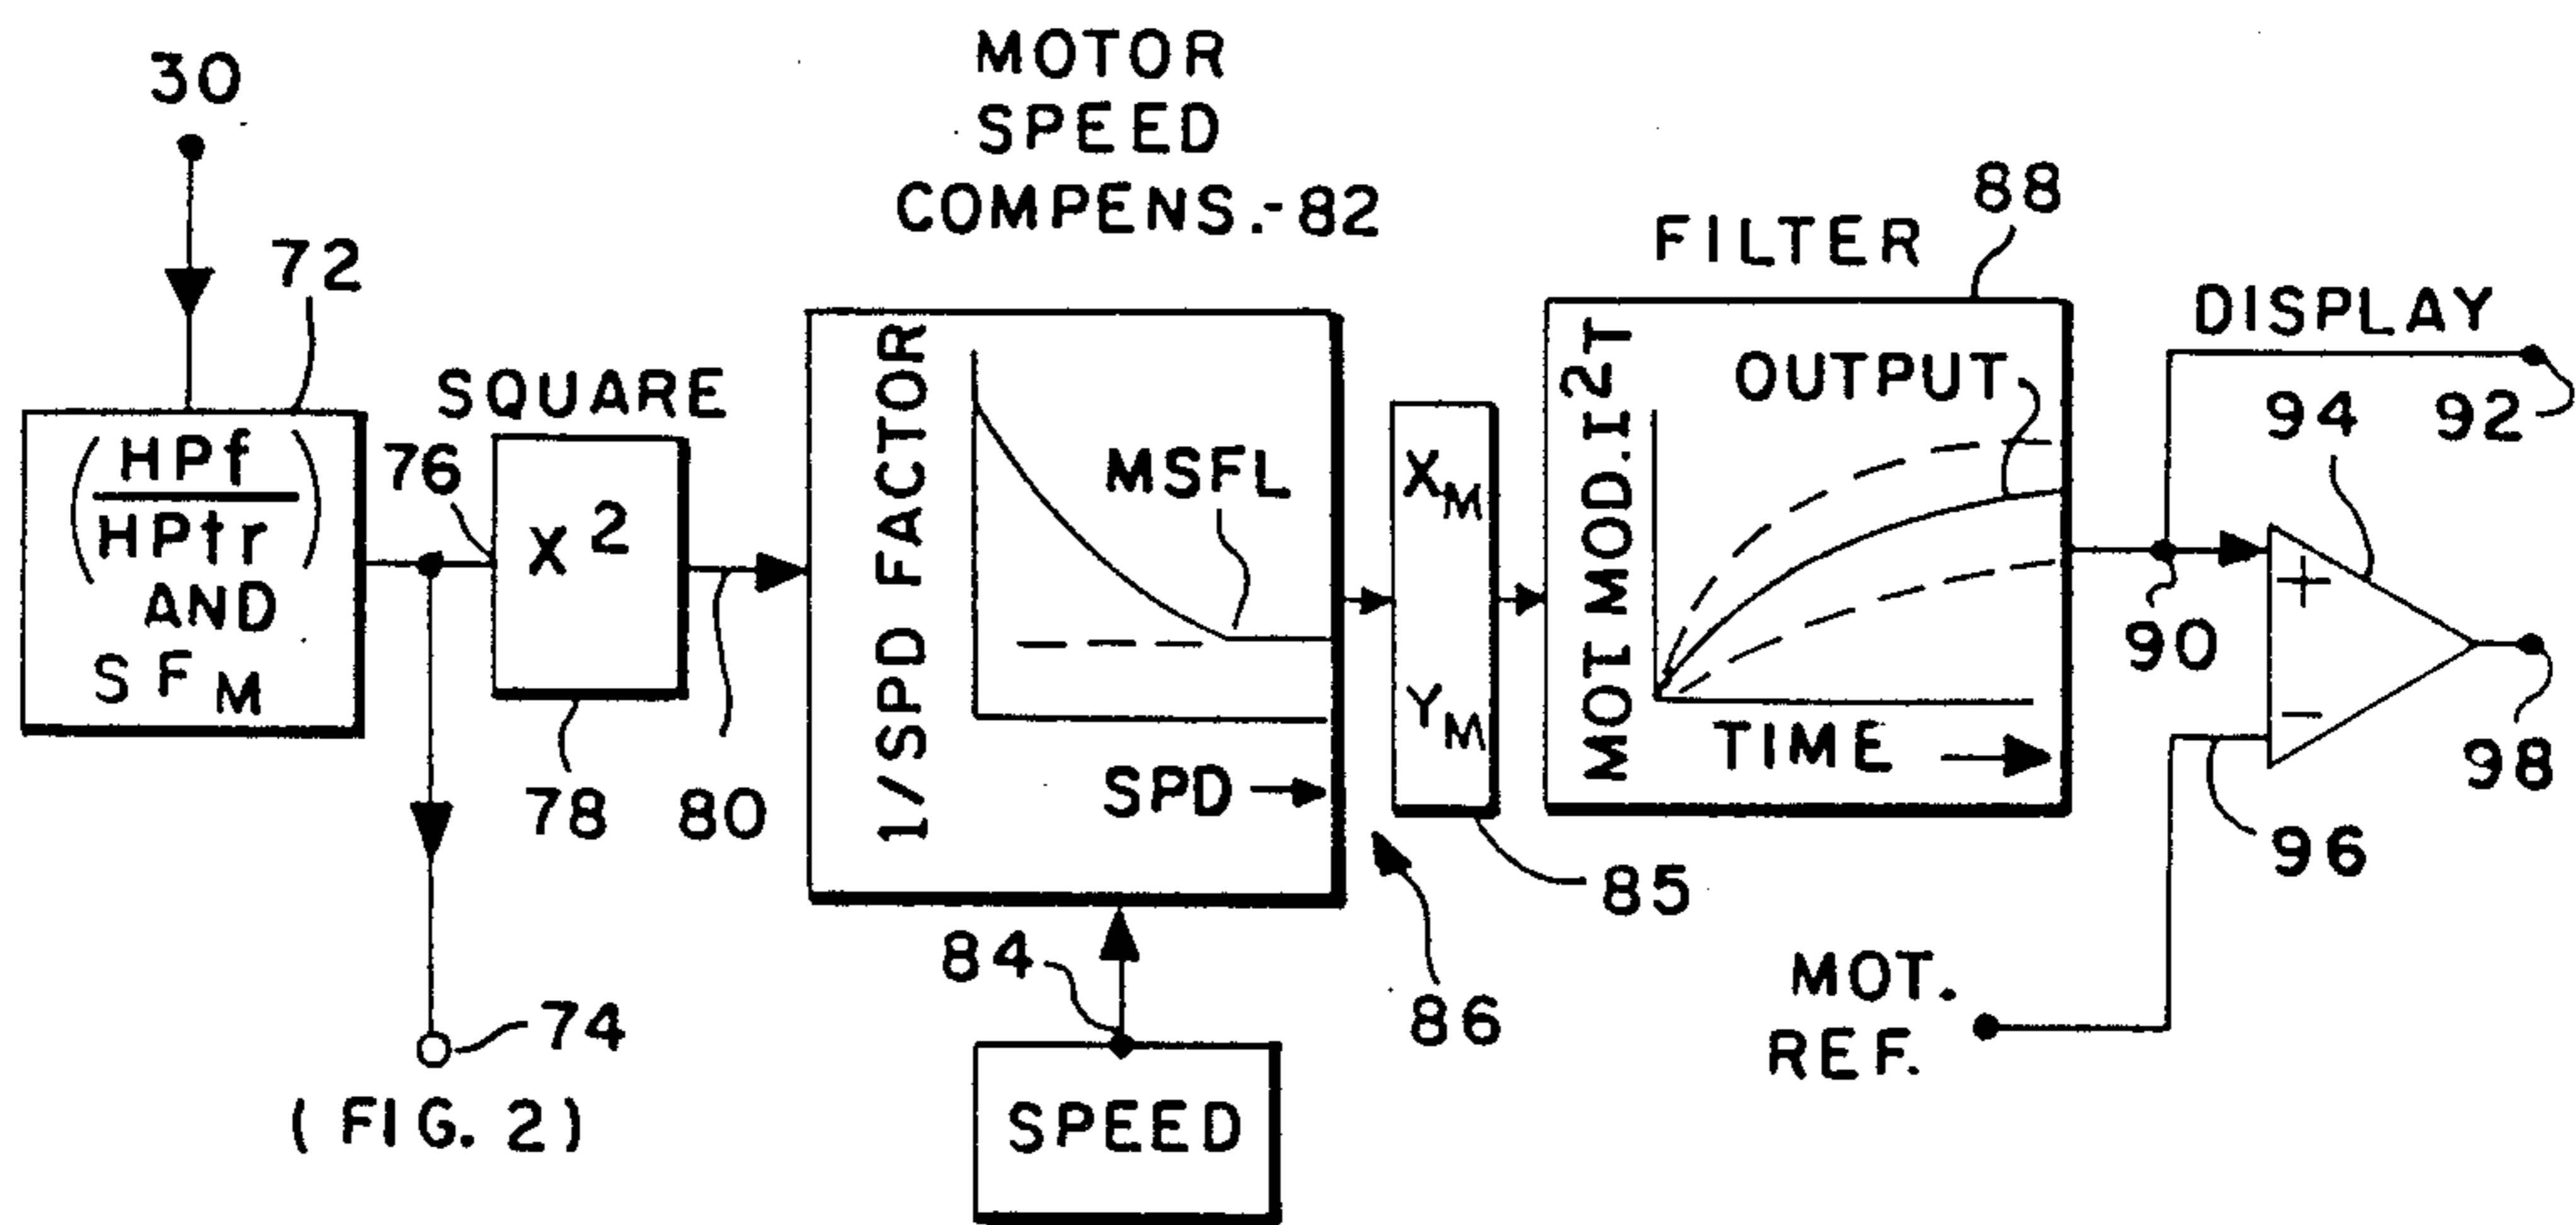 30
72
(HPf
HPtr)
AND
SF M
74
(FIG. 2)
76
SQUARE
X²
78
80
MOTOR
SPEED
COMPENS.-82
1/SPD FACTOR
MSFL
SPD →
84
SPEED
X M
Y M
85
86
FILTER
88
MOT MOD. I²T
OUTPUT
TIME →
DISPLAY
92
90
94
+
−
96
98
MOT.
REF.